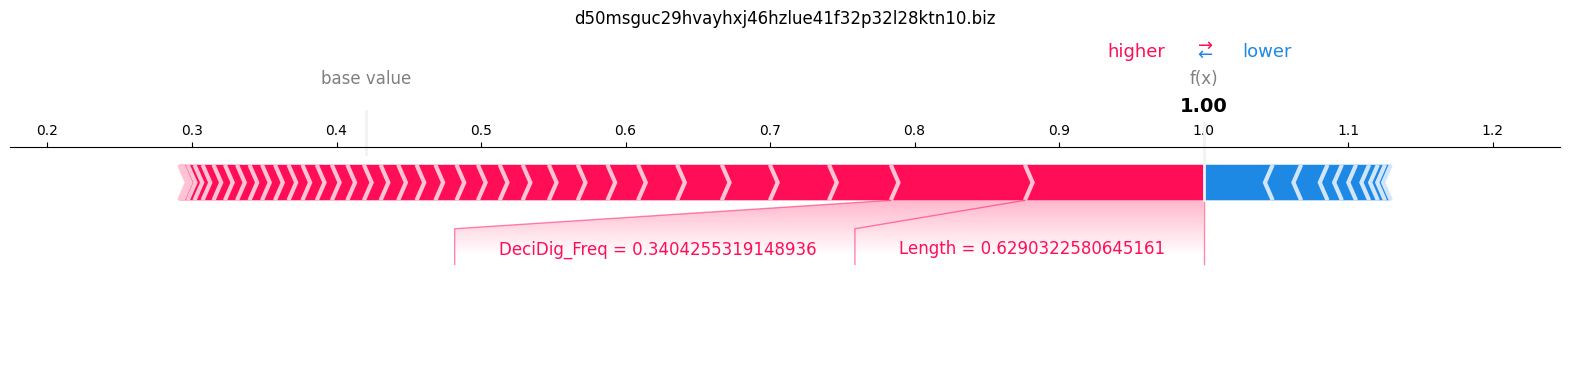 d50msguc29hvayhxj46hzlue41f32p32l28ktn10.biz
higher ⇄ lower
base value f(x)
1.00
0.2 0.3 0.4 0.5 0.6 0.7 0.8 0.9 1.0 1.1 1.2
DeciDig_Freq = 0.3404255319148936 Length = 0.6290322580645161